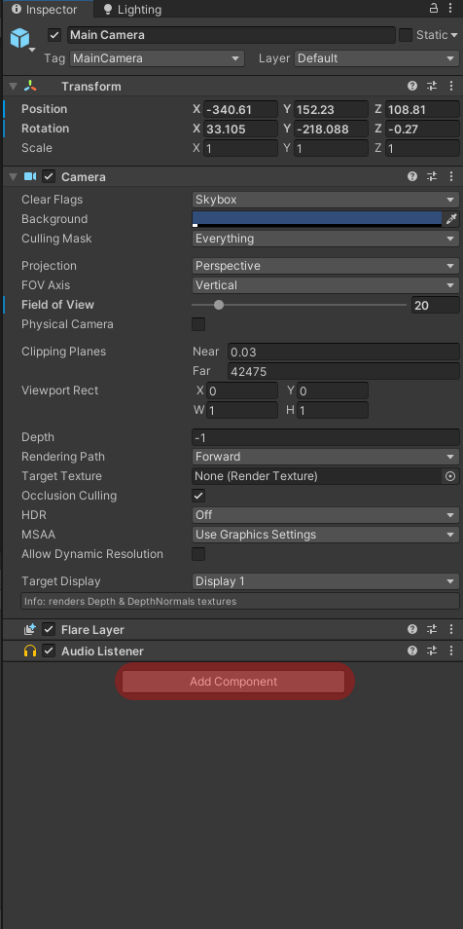 Inspector Lighting
Main Camera Static
Tag MainCamera Layer Default
Transform
Position X -340.61 Y 152.23 Z 108.81
Rotation X 33.105 Y -218.088 Z -0.27
Scale X 1 Y 1 Z 1
Camera
Clear Flags Skybox
Background
Culling Mask Everything
Projection Perspective
FOV Axis Vertical
Field of View 20
Physical Camera
Clipping Planes Near 0.03
Far 42475
Viewport Rect X 0 Y 0
W 1 H 1
Depth -1
Rendering Path Forward
Target Texture None (Render Texture)
Occlusion Culling
HDR Off
MSAA Use Graphics Settings
Allow Dynamic Resolution
Target Display Display 1
Info: renders Depth & DepthNormals textures
Flare Layer
Audio Listener
Add Component